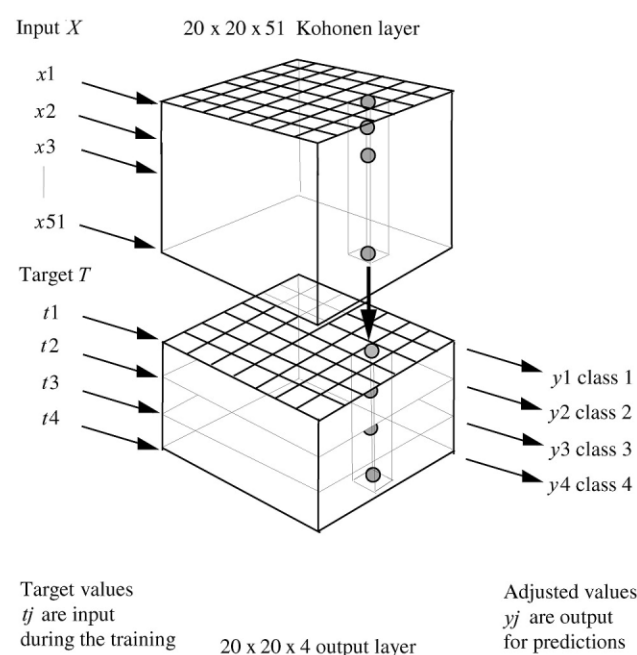 Input X
20 x 20 x 51 Kohonen layer
x1
x2
x3
x51
Target T
t1
t2
t3
t4
y1 class 1
y2 class 2
y3 class 3
y4 class 4
Target values
tj are input
during the training
20 x 20 x 4 output layer
Adjusted values
yj are output
for predictions